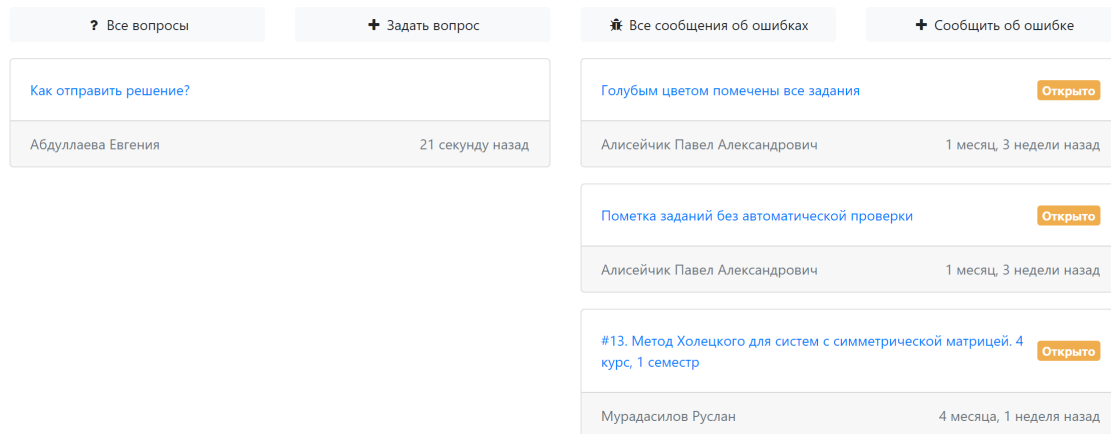 ? Все вопросы
Задать вопрос
Как отправить решение?
Абдуллаева Евгения
21 секунду назад
Все сообщения об ошибках
Сообщить об ошибке
Голубым цветом помечены все задания
Открыто
Алисейчик Павел Александрович
1 месяц, 3 недели назад
Пометка заданий без автоматической проверки
Открыто
Алисейчик Павел Александрович
1 месяц, 3 недели назад
#13. Метод Холецкого для систем с симметрической матрицей. 4
курс, 1 семестр
Открыто
Мурадасилов Руслан
4 месяца, 1 неделя назад